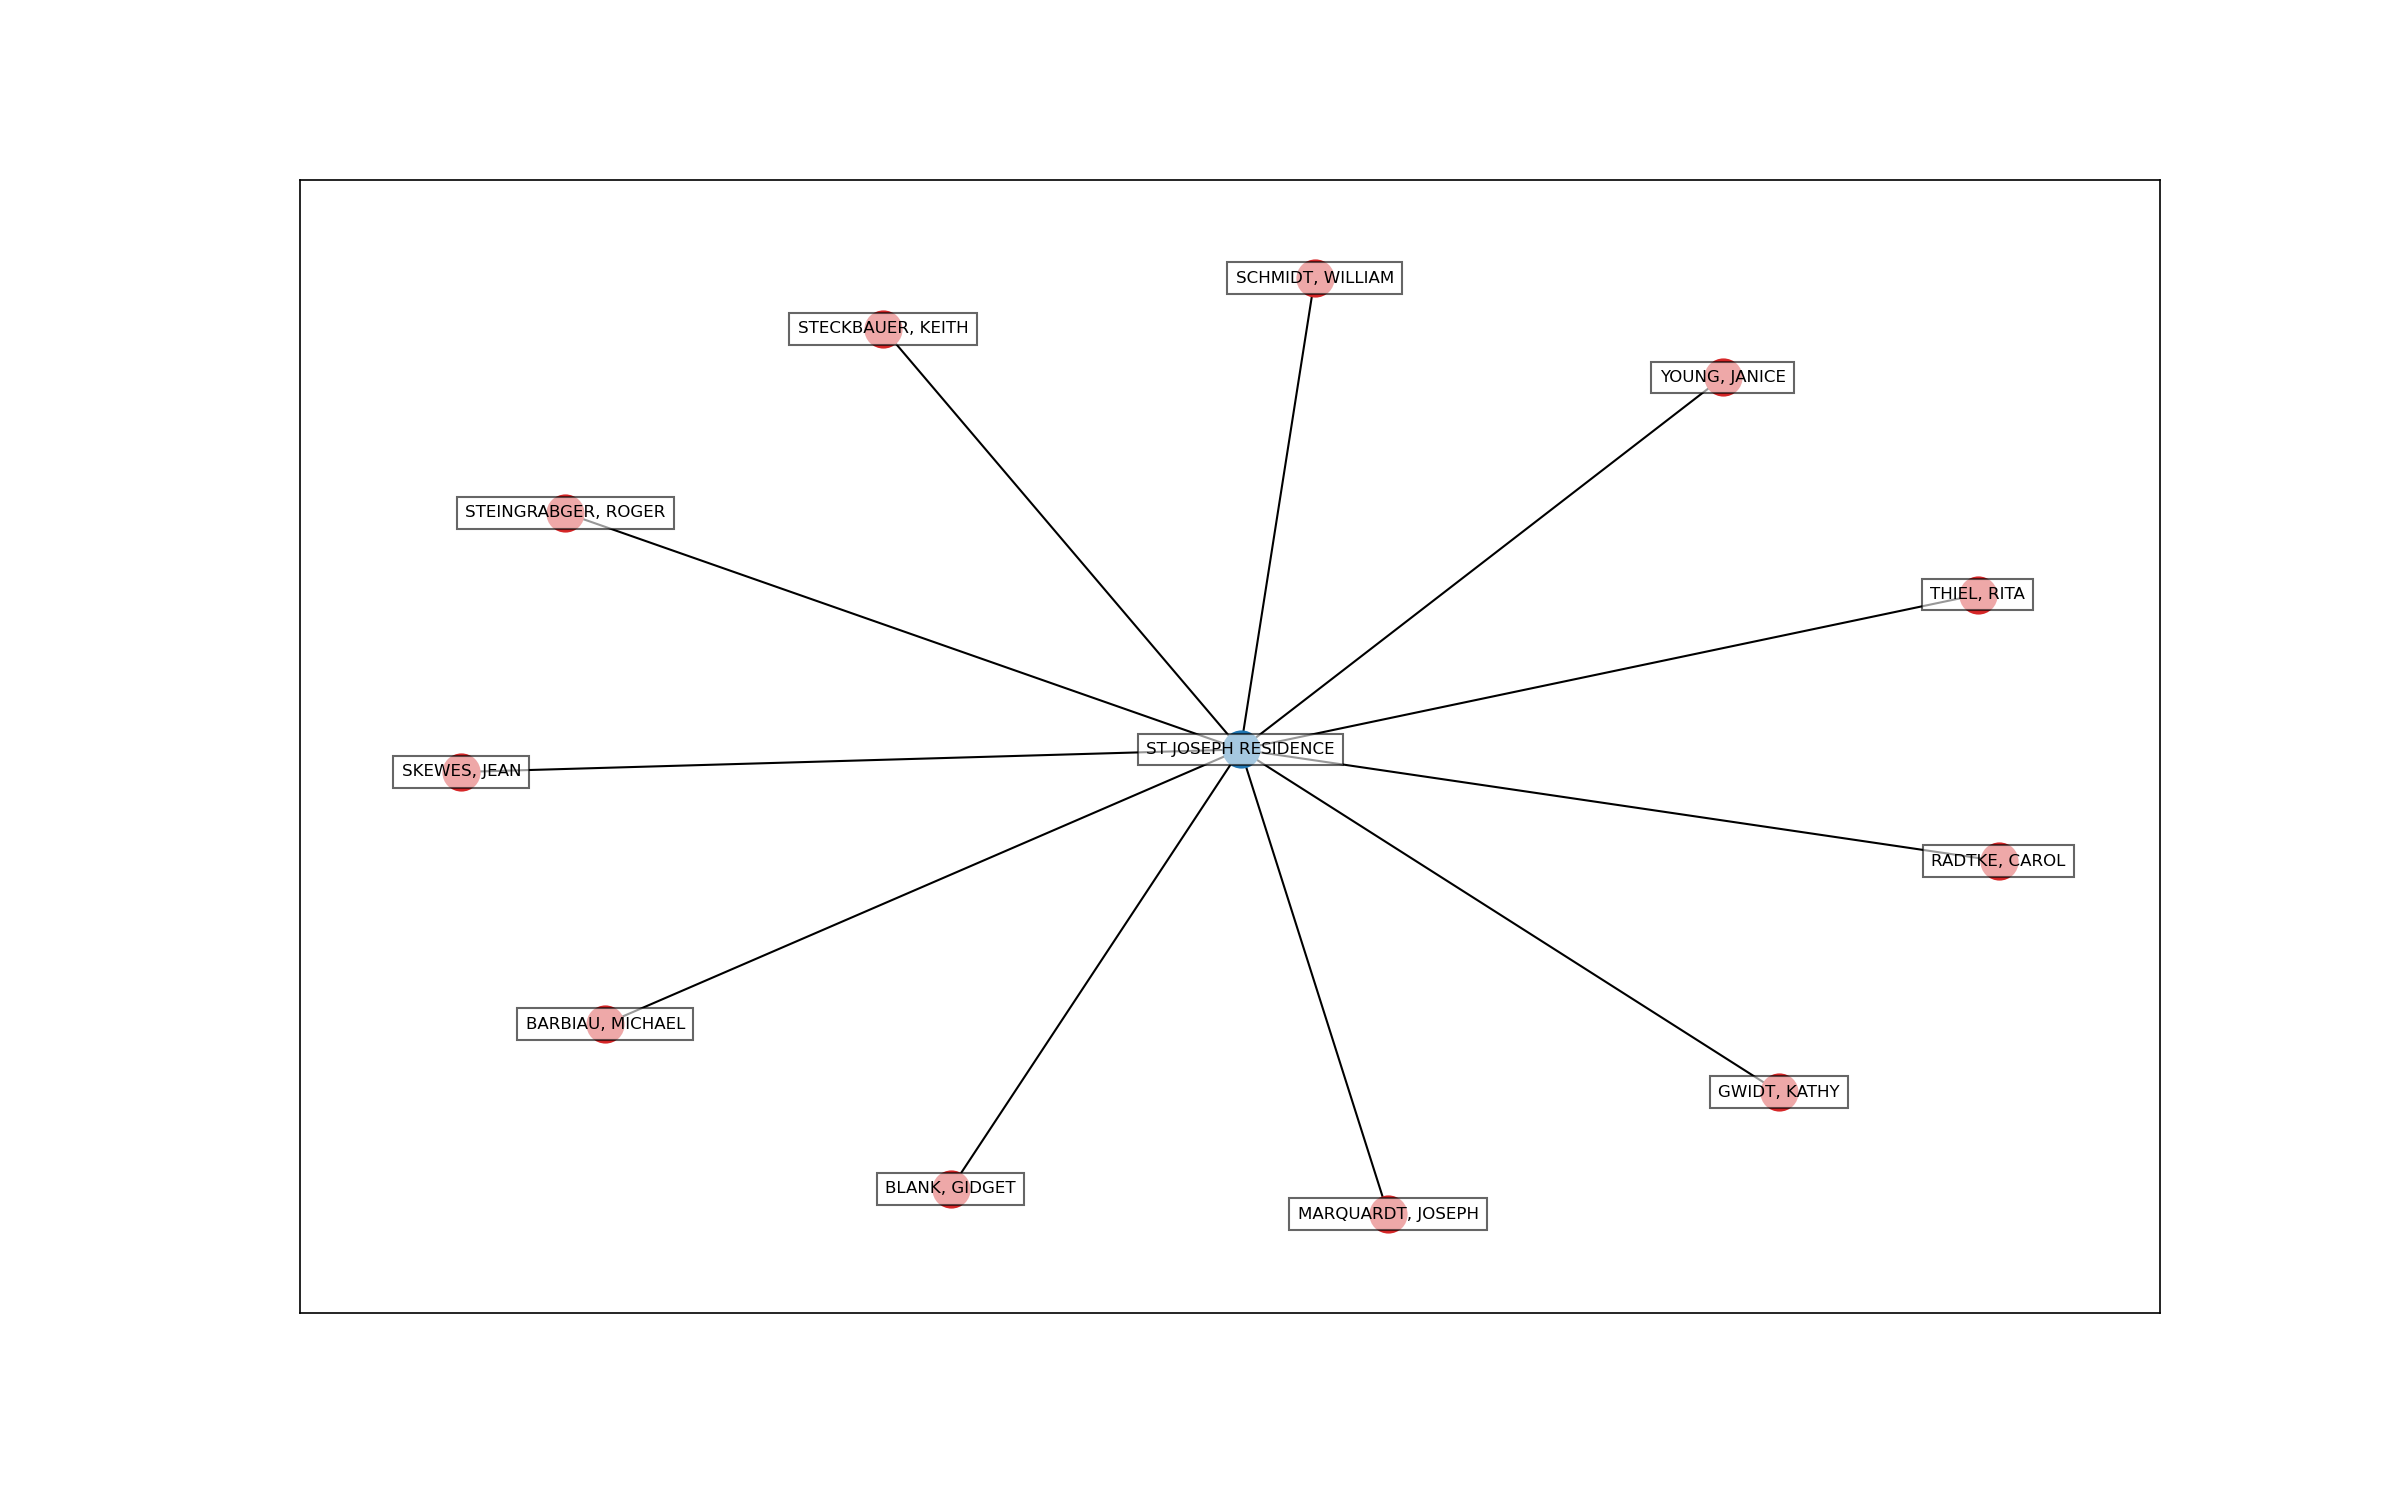 SCHMIDT, WILLIAM
STECKBAUER, KEITH
YOUNG, JANICE
STEINGRABGER, ROGER
THIEL, RITA
ST JOSEPH RESIDENCE
SKEWES, JEAN
RADTKE, CAROL
BARBIAU, MICHAEL
GWIDT, KATHY
BLANK, GIDGET
MARQUARDT, JOSEPH